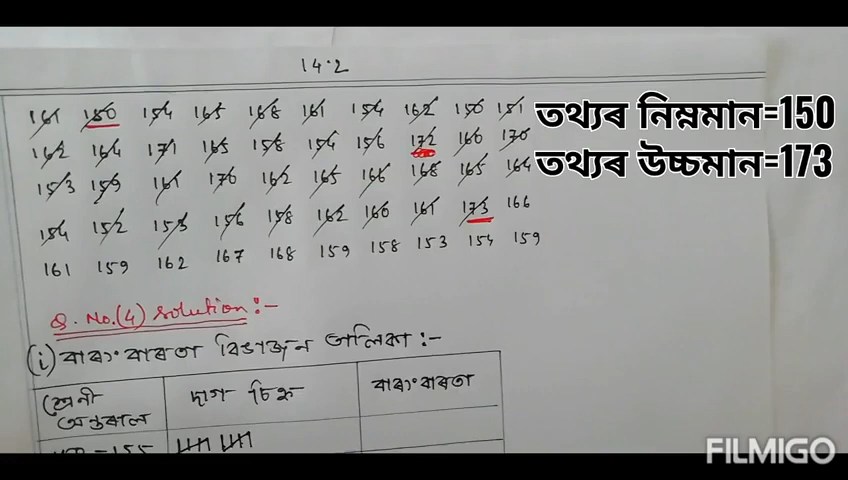 14.2
161 150 154 165 168 161 154 162 150 151
162 164 171 165 158 154 156 172 160 170
153 159 161 170 162 165 166 168 165 164
154 152 153 156 158 162 160 161 173 166
161 159 162 167 168 159 158 153 154 159
তথ্যৰ নিম্নমান=150
তথ্যৰ উচ্চমান=173
Q. No.(4) solution:-
(i) বাৰংবাৰতা বিভাজন তালিকা:-
শ্ৰেনী অন্তৰাল
দাগ চিহ্ন
বাৰংবাৰতা
155
FILMIGO